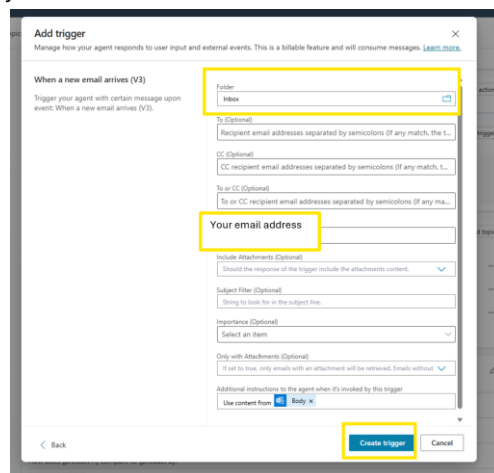 Add trigger
Manage how your agent responds to user input and external events. This is a billable feature and will consume messages. Learn more.
When a new email arrives (V3)
Trigger your agent with certain message upon
event: When a new email arrives (V3).
Folder
Inbox
To (Optional)
Recipient email addresses separated by semicolons (If any match, the t...
CC (Optional)
CC recipient email addresses separated by semicolons (If any match, t...
To or CC (Optional)
To or CC recipient email addresses separated by semicolons (If any ma...
Your email address
Include Attachments (Optional)
Should the response of the trigger include the attachments content.
Subject Filter (Optional)
String to look for in the subject line.
Importance (Optional)
Select an item
Only with Attachments (Optional)
If set to true, only emails with an attachment will be retrieved. Emails without
Additional instructions to the agent when it's invoked by this trigger
Use content from Body ×
Back
Create trigger
Cancel